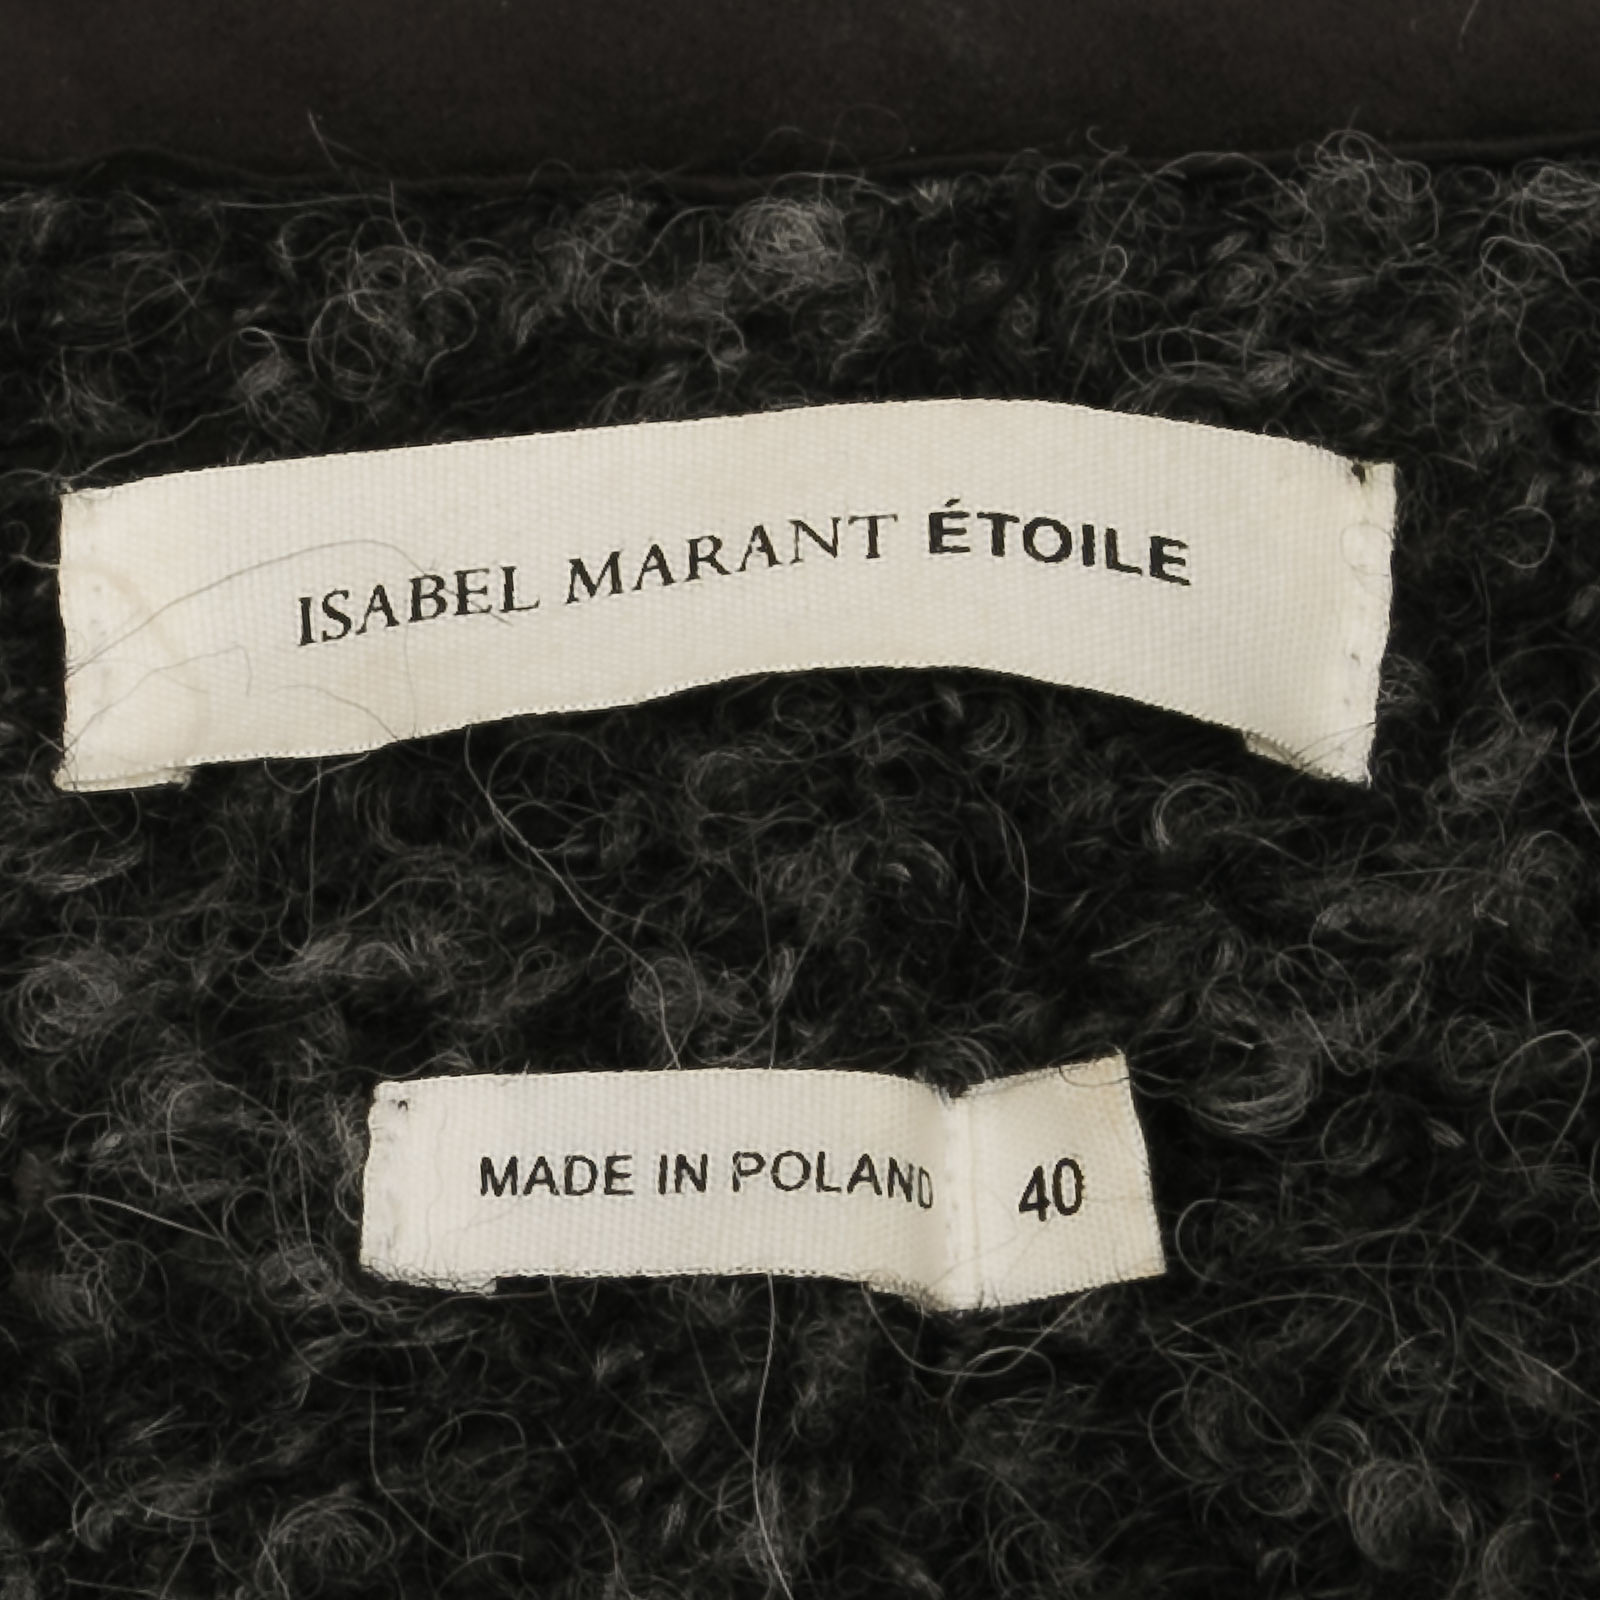 ISABEL MARANT ÉTOILE
MADE IN POLAND 40